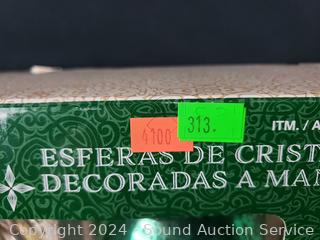 4100
313.
ITM. / A
ESFERAS DE CRIST
DECORADAS A MAN
Copyright © 2024 - Sound Auction Service